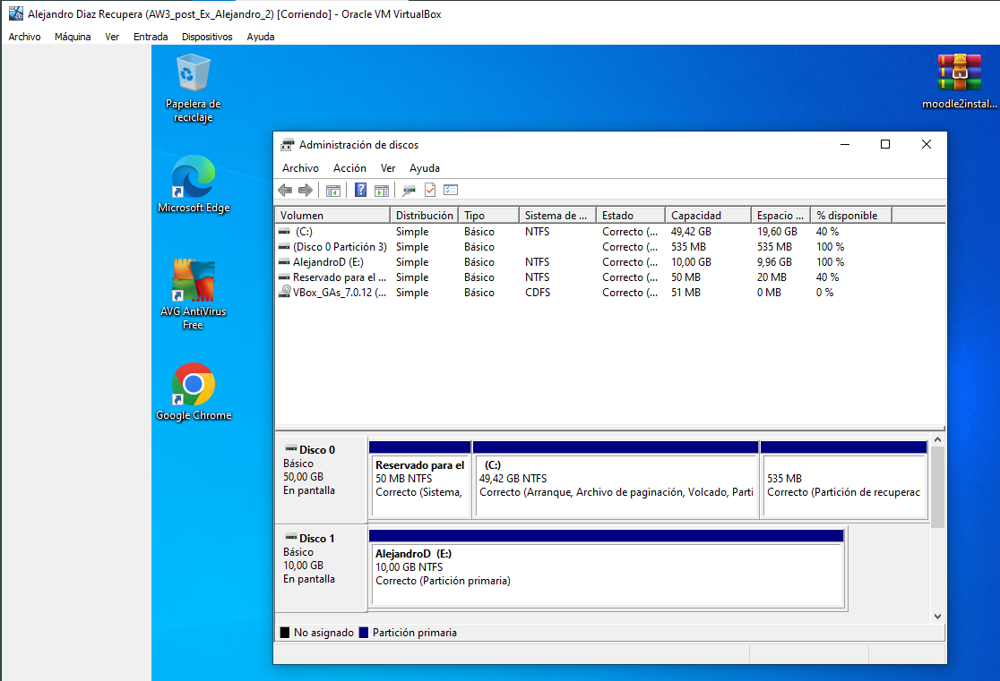 Alejandro Diaz Recupera (AW3_post_Ex_Alejandro_2) [Corriendo] - Oracle VM VirtualBox
Archivo Máquina Ver Entrada Dispositivos Ayuda
Papelera de
reciclaje
Microsoft Edge
AVG AntiVirus
Free
Google Chrome
moodle2instal...
Administración de discos
Archivo Acción Ver Ayuda
Volumen Distribución Tipo Sistema de ... Estado Capacidad Espacio ... % disponible
(C:) Simple Básico NTFS Correcto (... 49,42 GB 19,60 GB 40 %
(Disco 0 Partición 3) Simple Básico Correcto (... 535 MB 535 MB 100 %
AlejandroD (E:) Simple Básico NTFS Correcto (... 10,00 GB 9,96 GB 100 %
Reservado para el ... Simple Básico NTFS Correcto (... 50 MB 20 MB 40 %
VBox_GAs_7.0.12 (... Simple Básico CDFS Correcto (... 51 MB 0 MB 0 %
Disco 0
Básico
50,00 GB
En pantalla
Reservado para el
50 MB NTFS
Correcto (Sistema,
(C:)
49,42 GB NTFS
Correcto (Arranque, Archivo de paginación, Volcado, Parti
535 MB
Correcto (Partición de recuperac
Disco 1
Básico
10,00 GB
En pantalla
AlejandroD (E:)
10,00 GB NTFS
Correcto (Partición primaria)
No asignado Partición primaria